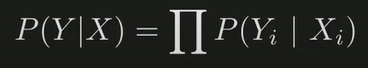 P(Y|X) = ∏ P(Y_i | X_i)